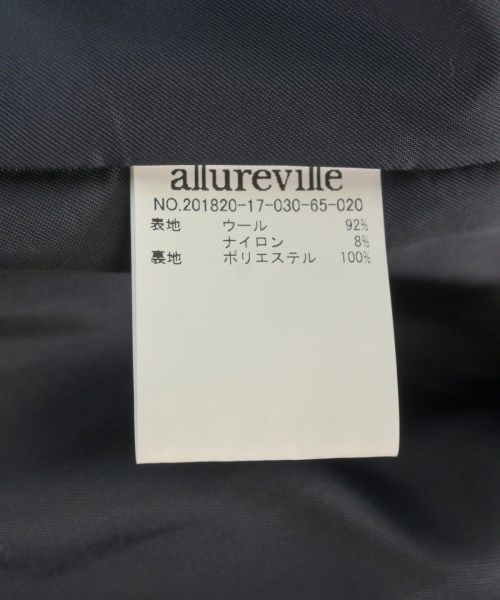 allureville
NO.201820-17-030-65-020
表地 ウール 92%
ナイロン 8%
裏地 ポリエステル 100%